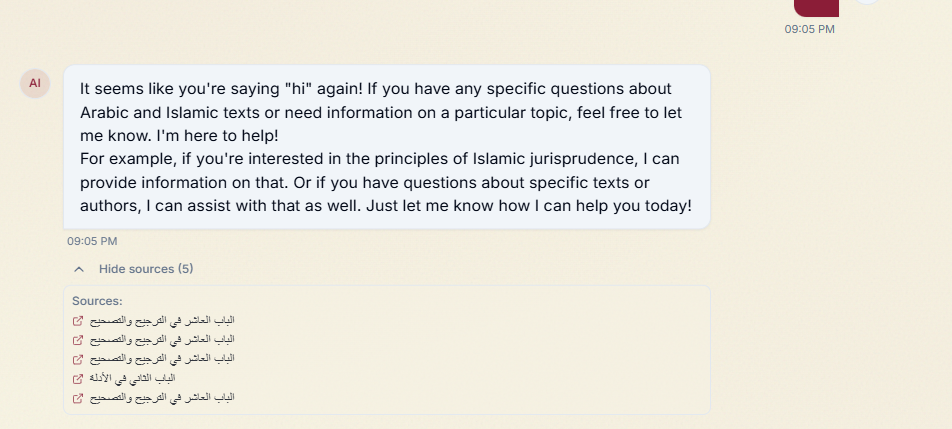 09:05 PM
AI
It seems like you're saying "hi" again! If you have any specific questions about
Arabic and Islamic texts or need information on a particular topic, feel free to let
me know. I'm here to help!
For example, if you're interested in the principles of Islamic jurisprudence, I can
provide information on that. Or if you have questions about specific texts or
authors, I can assist with that as well. Just let me know how I can help you today!
09:05 PM
Hide sources (5)
Sources:
الباب العاشر في الترجيح والتصحيح
الباب العاشر في الترجيح والتصحيح
الباب العاشر في الترجيح والتصحيح
الباب الثاني في الأدلة
الباب العاشر في الترجيح والتصحيح